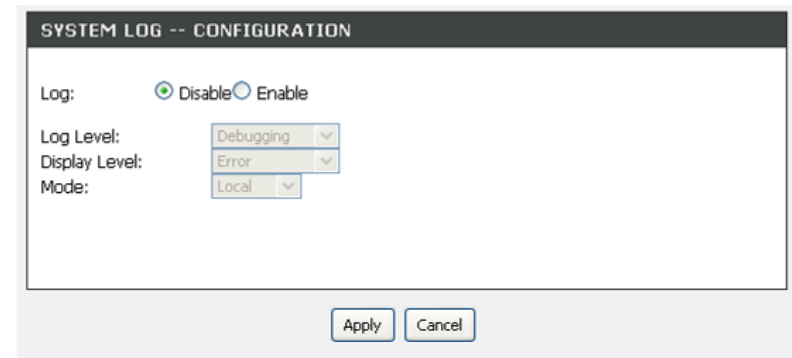 SYSTEM LOG -- CONFIGURATION
Log: Disable Enable
Log Level: Debugging
Display Level: Error
Mode: Local
Apply Cancel